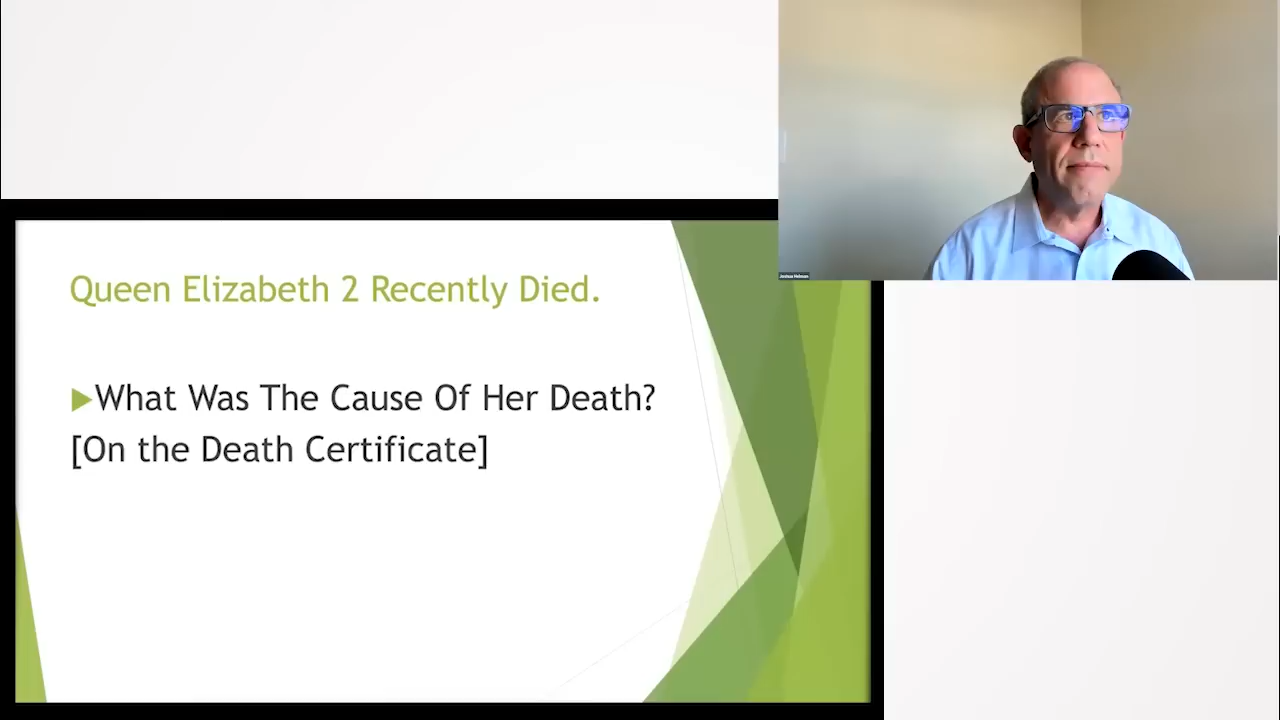 Queen Elizabeth 2 Recently Died.
What Was The Cause Of Her Death?
[On the Death Certificate]